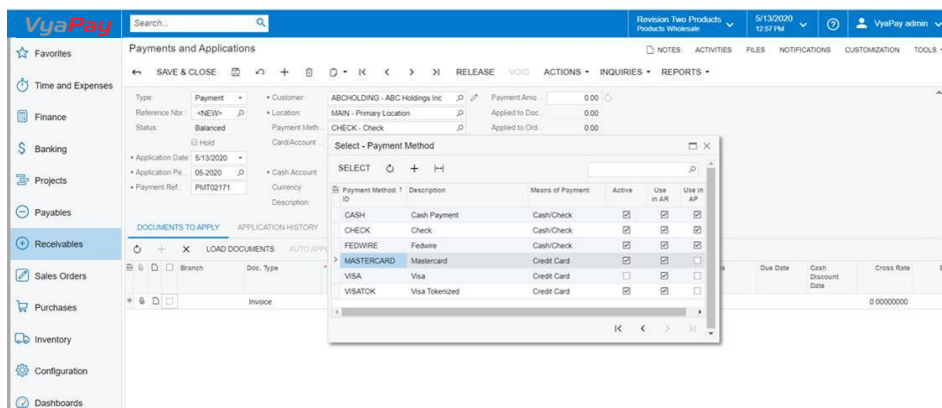 VyaPay
Search...
Revision Two Products
Products Wholesale
5/13/2020
12:57 PM
VyaPay admin
Favorites
Time and Expenses
Finance
Banking
Projects
Payables
Receivables
Sales Orders
Purchases
Inventory
Configuration
Dashboards
Payments and Applications
NOTES ACTIVITIES FILES NOTIFICATIONS CUSTOMIZATION TOOLS
SAVE & CLOSE RELEASE VOID ACTIONS INQUIRIES REPORTS
Type: Payment
Reference Nbr.: <NEW>
Status: Balanced
Hold
Application Date: 5/13/2020
Application Pe... 05-2020
Payment Ref.: PMT02171
Customer: ABCHOLDING - ABC Holdings Inc
Location: MAIN - Primary Location
Payment Meth... CHECK - Check
Card/Account
Cash Account:
Currency:
Description:
Payment Amo... 0.00
Applied to Doc... 0.00
Applied to Ord... 0.00
DOCUMENTS TO APPLY APPLICATION HISTORY
LOAD DOCUMENTS AUTO APPL
Branch Doc. Type
Due Date Cash Discount Date Cross Rate
Invoice 0.00000000
Select - Payment Method
SELECT
Payment Method ID Description Means of Payment Active Use in AR Use in AP
CASH Cash Payment Cash/Check
CHECK Check Cash/Check
FEDWIRE Fedwire Cash/Check
MASTERCARD Mastercard Credit Card
VISA Visa Credit Card
VISATOK Visa Tokenized Credit Card